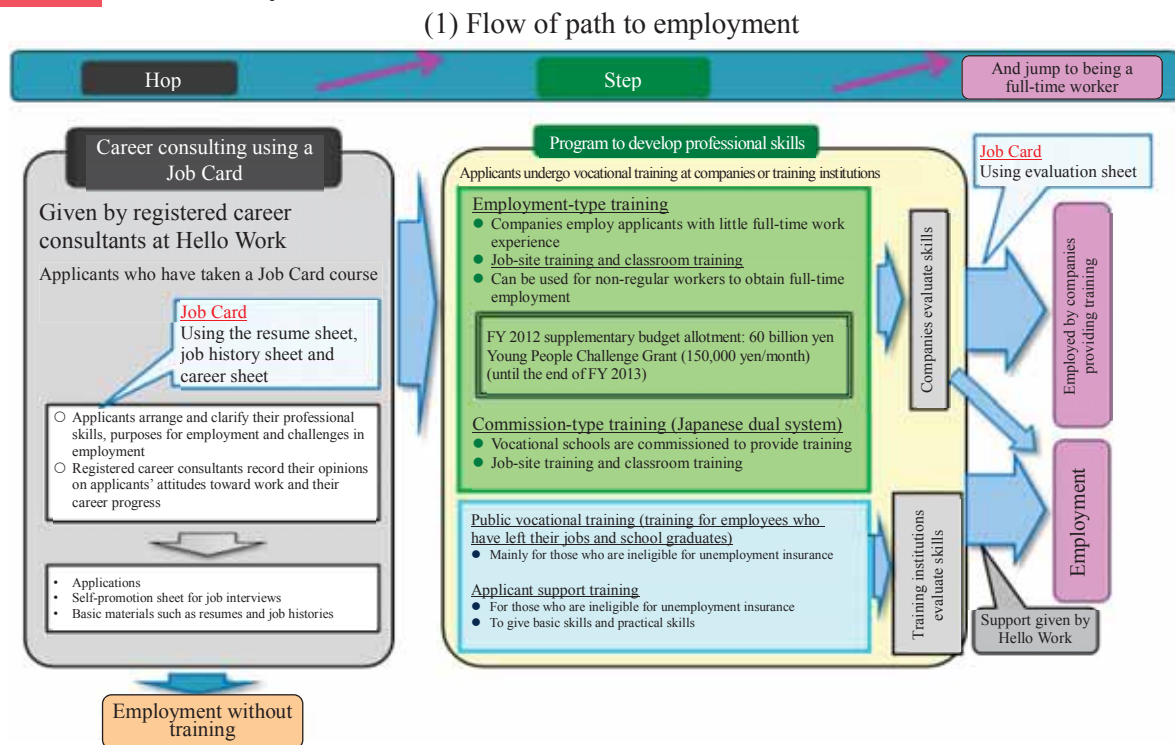 (1) Flow of path to employment
Hop
Step
And jump to being a
full-time worker
Career consulting using a
Job Card
Given by registered career
consultants at Hello Work
Applicants who have taken a Job Card course
Job Card
Using the resume sheet,
job history sheet and
career sheet
○ Applicants arrange and clarify their professional
skills, purposes for employment and challenges in
employment
○ Registered career consultants record their opinions
on applicants' attitudes toward work and their
career progress
• Applications
• Self-promotion sheet for job interviews
• Basic materials such as resumes and job histories
Employment without
training
Program to develop professional skills
Applicants undergo vocational training at companies or training institutions
Employment-type training
● Companies employ applicants with little full-time work
experience
● Job-site training and classroom training
● Can be used for non-regular workers to obtain full-time
employment
FY 2012 supplementary budget allotment: 60 billion yen
Young People Challenge Grant (150,000 yen/month)
(until the end of FY 2013)
Commission-type training (Japanese dual system)
● Vocational schools are commissioned to provide training
● Job-site training and classroom training
Public vocational training (training for employees who
have left their jobs and school graduates)
● Mainly for those who are ineligible for unemployment insurance
Applicant support training
● For those who are ineligible for unemployment insurance
● To give basic skills and practical skills
Companies evaluate skills
Training institutions
evaluate skills
Job Card
Using evaluation sheet
Employed by companies
providing training
Employment
Support given by
Hello Work